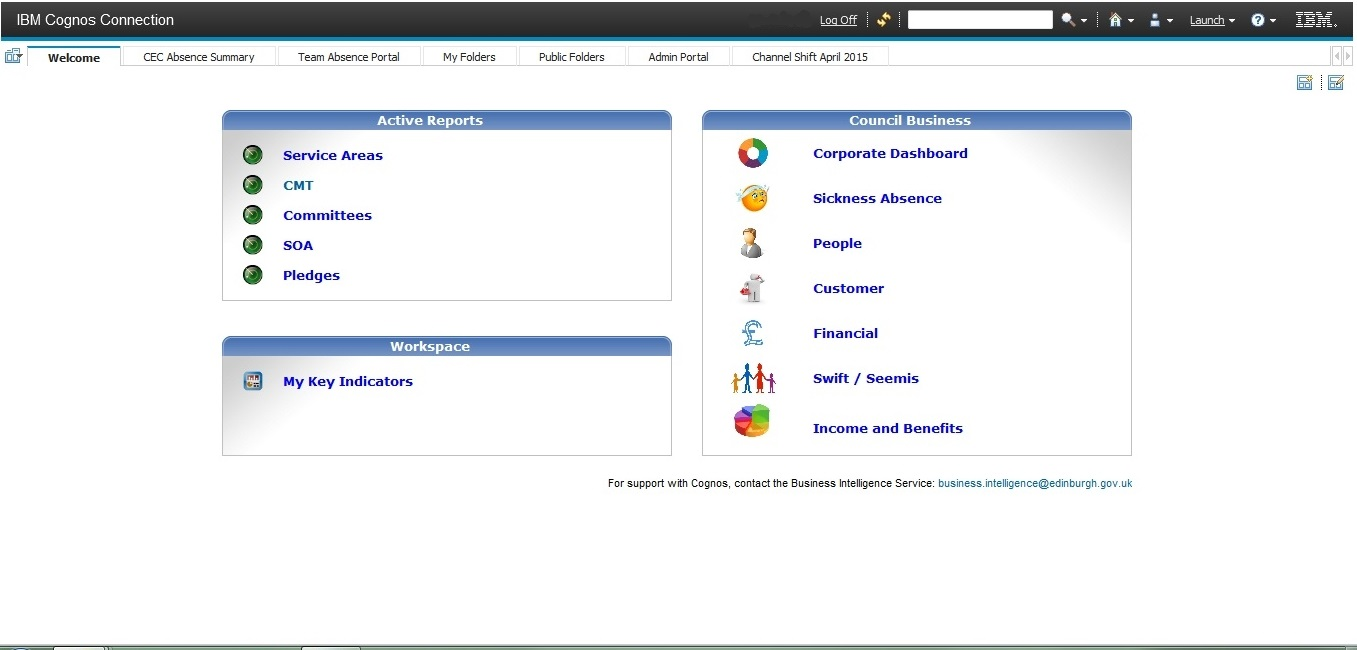 IBM Cognos Connection
Log Off
Launch
IBM.
Welcome
CEC Absence Summary
Team Absence Portal
My Folders
Public Folders
Admin Portal
Channel Shift April 2015
Active Reports
Service Areas
CMT
Committees
SOA
Pledges
Workspace
My Key Indicators
Council Business
Corporate Dashboard
Sickness Absence
People
Customer
Financial
Swift / Seemis
Income and Benefits
For support with Cognos, contact the Business Intelligence Service: business.intelligence@edinburgh.gov.uk